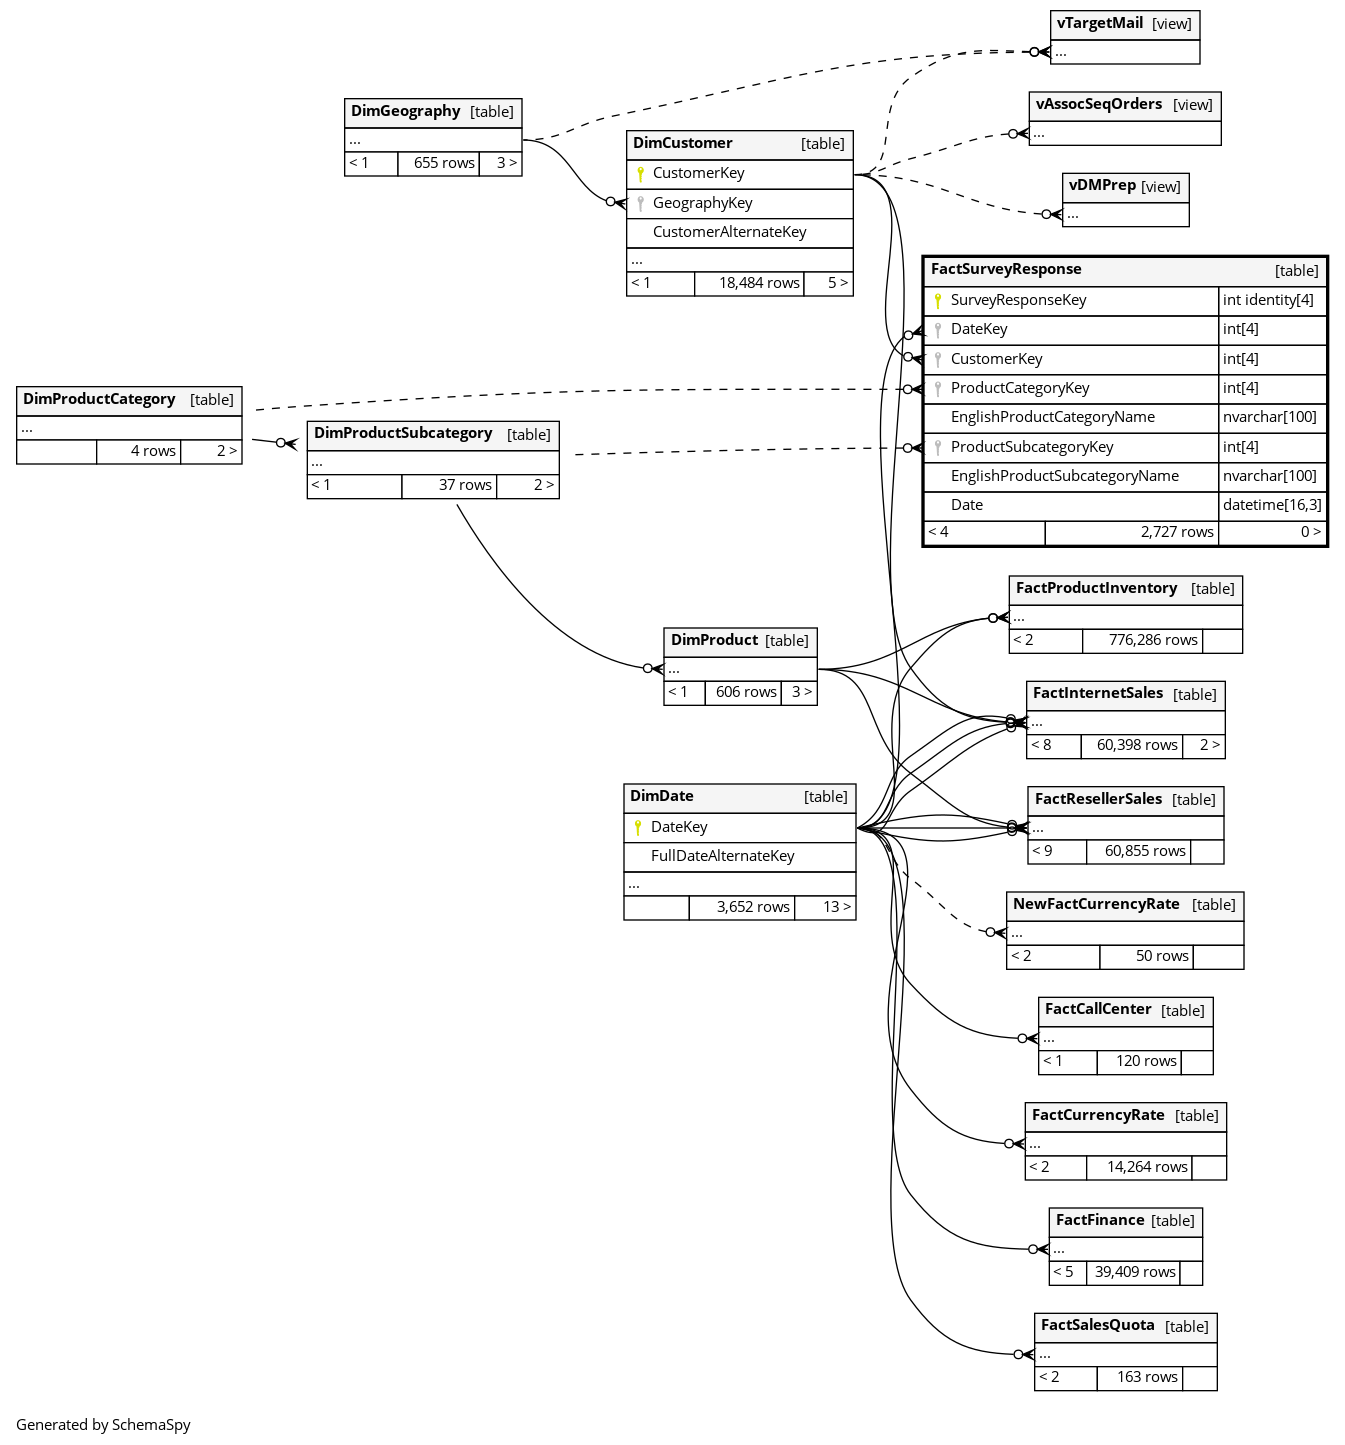 vTargetMail [view]
...
vAssocSeqOrders [view]
...
DimGeography [table]
...
< 1 655 rows 3 >
DimCustomer [table]
CustomerKey
GeographyKey
CustomerAlternateKey
...
< 1 18,484 rows 5 >
vDMPrep [view]
...
FactSurveyResponse [table]
SurveyResponseKey int identity[4]
DateKey int[4]
CustomerKey int[4]
ProductCategoryKey int[4]
EnglishProductCategoryName nvarchar[100]
ProductSubcategoryKey int[4]
EnglishProductSubcategoryName nvarchar[100]
Date datetime[16,3]
< 4 2,727 rows 0 >
DimProductCategory [table]
...
4 rows 2 >
DimProductSubcategory [table]
...
< 1 37 rows 2 >
FactProductInventory [table]
...
< 2 776,286 rows
DimProduct [table]
...
< 1 606 rows 3 >
FactInternetSales [table]
...
< 8 60,398 rows 2 >
DimDate [table]
DateKey
FullDateAlternateKey
...
3,652 rows 13 >
FactResellerSales [table]
...
< 9 60,855 rows
NewFactCurrencyRate [table]
...
< 2 50 rows
FactCallCenter [table]
...
< 1 120 rows
FactCurrencyRate [table]
...
< 2 14,264 rows
FactFinance [table]
...
< 5 39,409 rows
FactSalesQuota [table]
...
< 2 163 rows
Generated by SchemaSpy